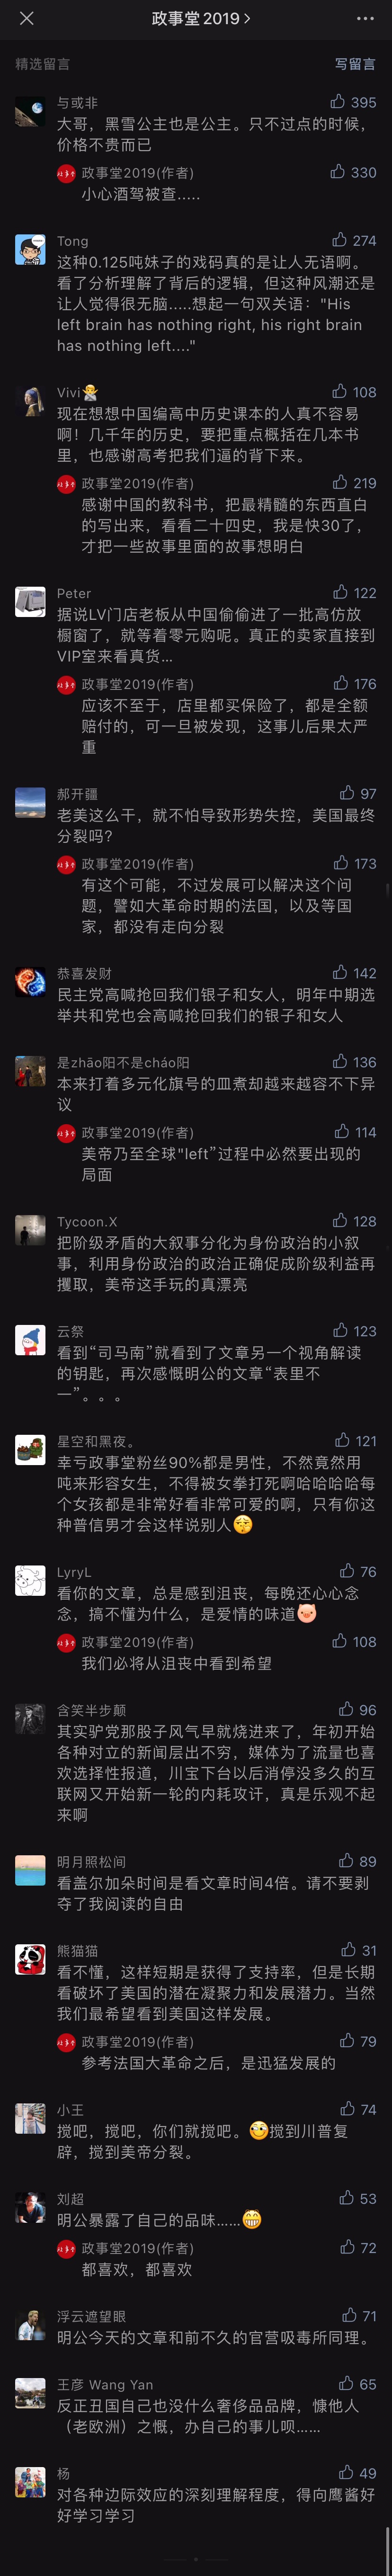 政事堂2019
精选留言
写留言
与或非
395
大哥，黑雪公主也是公主。只不过点的时候，
价格不贵而已
政事堂2019(作者)
330
小心酒驾被查.....
Tong
274
这种0.125吨妹子的戏码真的是让人无语啊。
看了分析理解了背后的逻辑，但这种风潮还是
让人觉得很无脑.....想起一句双关语："His
left brain has nothing right, his right brain
has nothing left...."
Vivi
108
现在想想中国编高中历史课本的人真不容易
啊！几千年的历史，要把重点概括在几本书
里，也感谢高考把我们逼的背下来。
政事堂2019(作者)
219
感谢中国的教科书，把最精髓的东西直白
的写出来，看看二十四史，我是快30了，
才把一些故事里面的故事想明白
Peter
122
据说LV门店老板从中国偷偷进了一批高仿放
橱窗了，就等着零元购呢。真正的卖家直接到
VIP室来看真货...
政事堂2019(作者)
176
应该不至于，店里都买保险了，都是全额
赔付的，可一旦被发现，这事儿后果太严
重
郝开疆
97
老美这么干，就不怕导致形势失控，美国最终
分裂吗？
政事堂2019(作者)
173
有这个可能，不过发展可以解决这个问
题，譬如大革命时期的法国，以及等国
家，都没有走向分裂
恭喜发财
142
民主党高喊抢回我们银子和女人，明年中期选
举共和党也会高喊抢回我们的银子和女人
是zhāo阳不是cháo阳
136
本来打着多元化旗号的皿煮却越来越容不下异
议
政事堂2019(作者)
114
美帝乃至全球"left”过程中必然要出现的
局面
Tycoon.X
128
把阶级矛盾的大叙事分化为身份政治的小叙
事，利用身份政治的政治正确促成阶级利益再
攫取，美帝这手玩的真漂亮
云祭
123
看到“司马南”就看到了文章另一个视角解读
的钥匙，再次感慨明公的文章“表里不
一”。。。
星空和黑夜。
121
幸亏政事堂粉丝90%都是男性，不然竟然用
吨来形容女生，不得被女拳打死啊哈哈哈哈每
个女孩都是非常好看非常可爱的啊，只有你这
种普信男才会这样说别人
LyryL
76
看你的文章，总是感到沮丧，每晚还心心念
念，搞不懂为什么，是爱情的味道
政事堂2019(作者)
108
我们必将从沮丧中看到希望
含笑半步颠
96
其实驴党那股子风气早就烧进来了，年初开始
各种对立的新闻层出不穷，媒体为了流量也喜
欢选择性报道，川宝下台以后消停没多久的互
联网又开始新一轮的内耗攻讦，真是乐观不起
来啊
明月照松间
89
看盖尔加朵时间是看文章时间4倍。请不要剥
夺了我阅读的自由
熊猫猫
31
看不懂，这样短期是获得了支持率，但是长期
看破坏了美国的潜在凝聚力和发展潜力。当然
我们最希望看到美国这样发展。
政事堂2019(作者)
79
参考法国大革命之后，是迅猛发展的
小王
74
搅吧，搅吧，你们就搅吧。搅到川普复
辟，搅到美帝分裂。
刘超
53
明公暴露了自己的品味......
政事堂2019(作者)
72
都喜欢，都喜欢
浮云遮望眼
71
明公今天的文章和前不久的官营吸毒所同理。
王彦 Wang Yan
65
反正丑国自己也没什么奢侈品品牌，慷他人
（老欧洲）之慨，办自己的事儿呗......
杨
49
对各种边际效应的深刻理解程度，得向鹰酱好
好学习学习